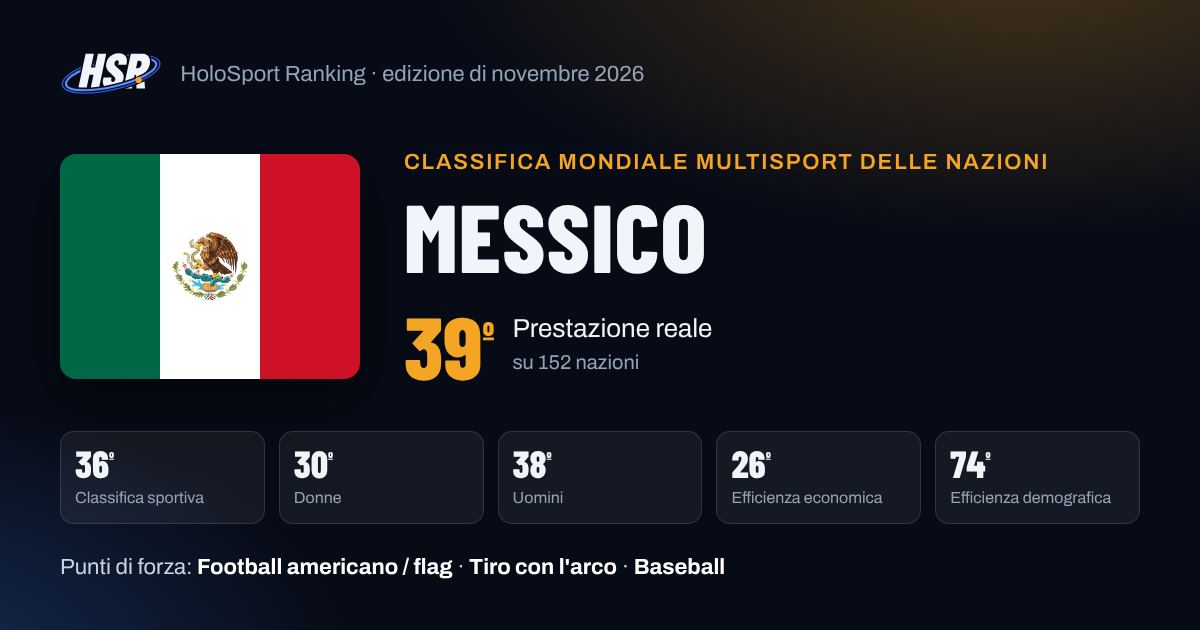 HSR
HoloSport Ranking · edizione di novembre 2026
CLASSIFICA MONDIALE MULTISPORT DELLE NAZIONI
MESSICO
39º
Prestazione reale
su 152 nazioni
36º
Classifica sportiva
30º
Donne
38º
Uomini
26º
Efficienza economica
74º
Efficienza demografica
Punti di forza: Football americano / flag · Tiro con l'arco · Baseball